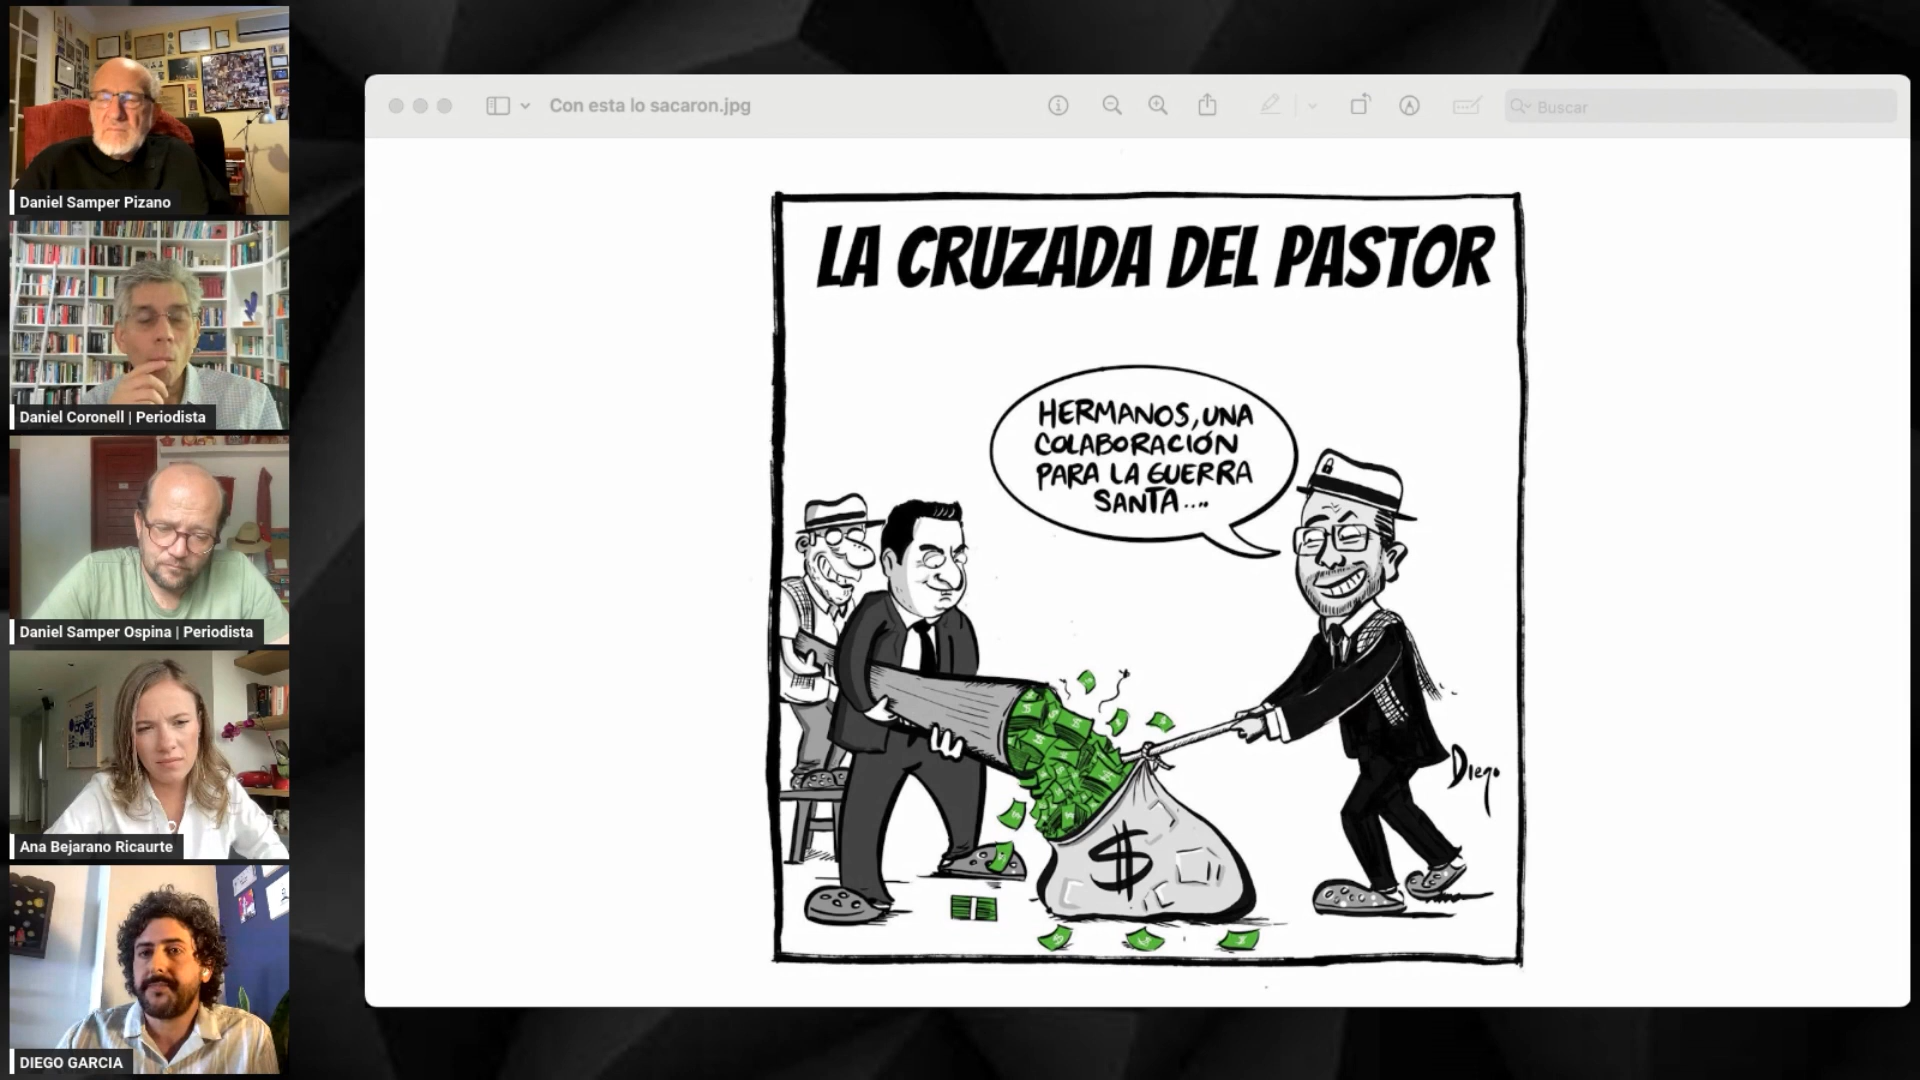 Daniel Samper Pizano
Daniel Coronell | Periodista
Daniel Samper Ospina | Periodista
Ana Bejarano Ricaurte
DIEGO GARCIA
Con esta lo sacaron.jpg
Buscar
LA CRUZADA DEL PASTOR
HERMANOS, UNA
COLABORACIÓN
PARA LA GUERRA
SANTA....
$
Diego